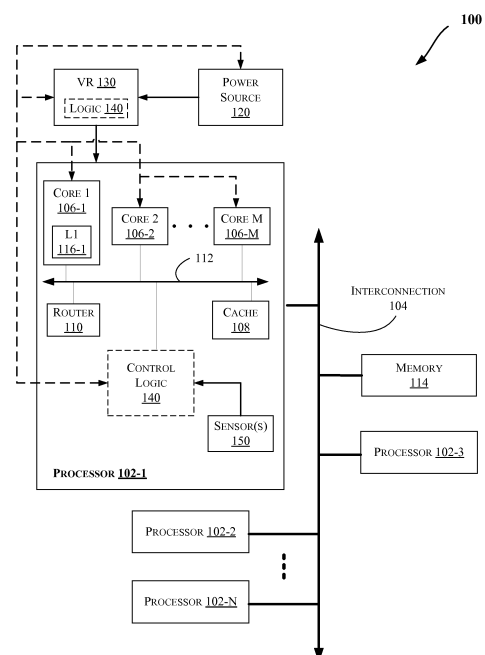 100
VR 130
LOGIC 140
POWER
SOURCE
120
CORE 1
106-1
L1
116-1
CORE 2
106-2
CORE M
106-M
112
ROUTER
110
CACHE
108
INTERCONNECTION
104
CONTROL
LOGIC
140
MEMORY
114
SENSOR(S)
150
PROCESSOR 102-1
PROCESSOR 102-3
PROCESSOR 102-2
PROCESSOR 102-N